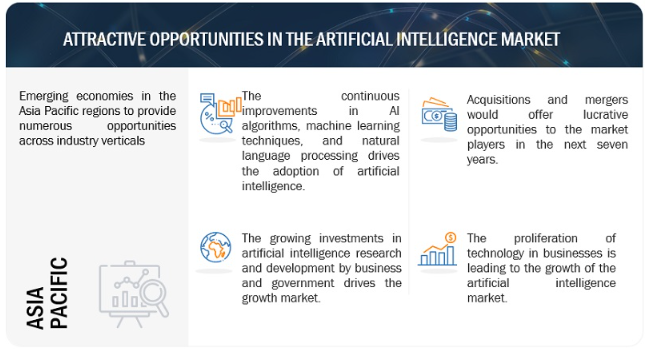 ATTRACTIVE OPPORTUNITIES IN THE ARTIFICIAL INTELLIGENCE MARKET
Emerging economies in the
Asia Pacific regions to provide
numerous opportunities
across industry verticals
ASIA
PACIFIC
The continuous
improvements in AI
algorithms, machine learning
techniques, and natural
language processing drives
the adoption of artificial
intelligence.
Acquisitions and mergers
would offer lucrative
opportunities to the market
players in the next seven
years.
The growing investments in
artificial intelligence research
and development by business
and government drives the
growth market.
The proliferation of
technology in businesses is
leading to the growth of the
artificial intelligence
market.